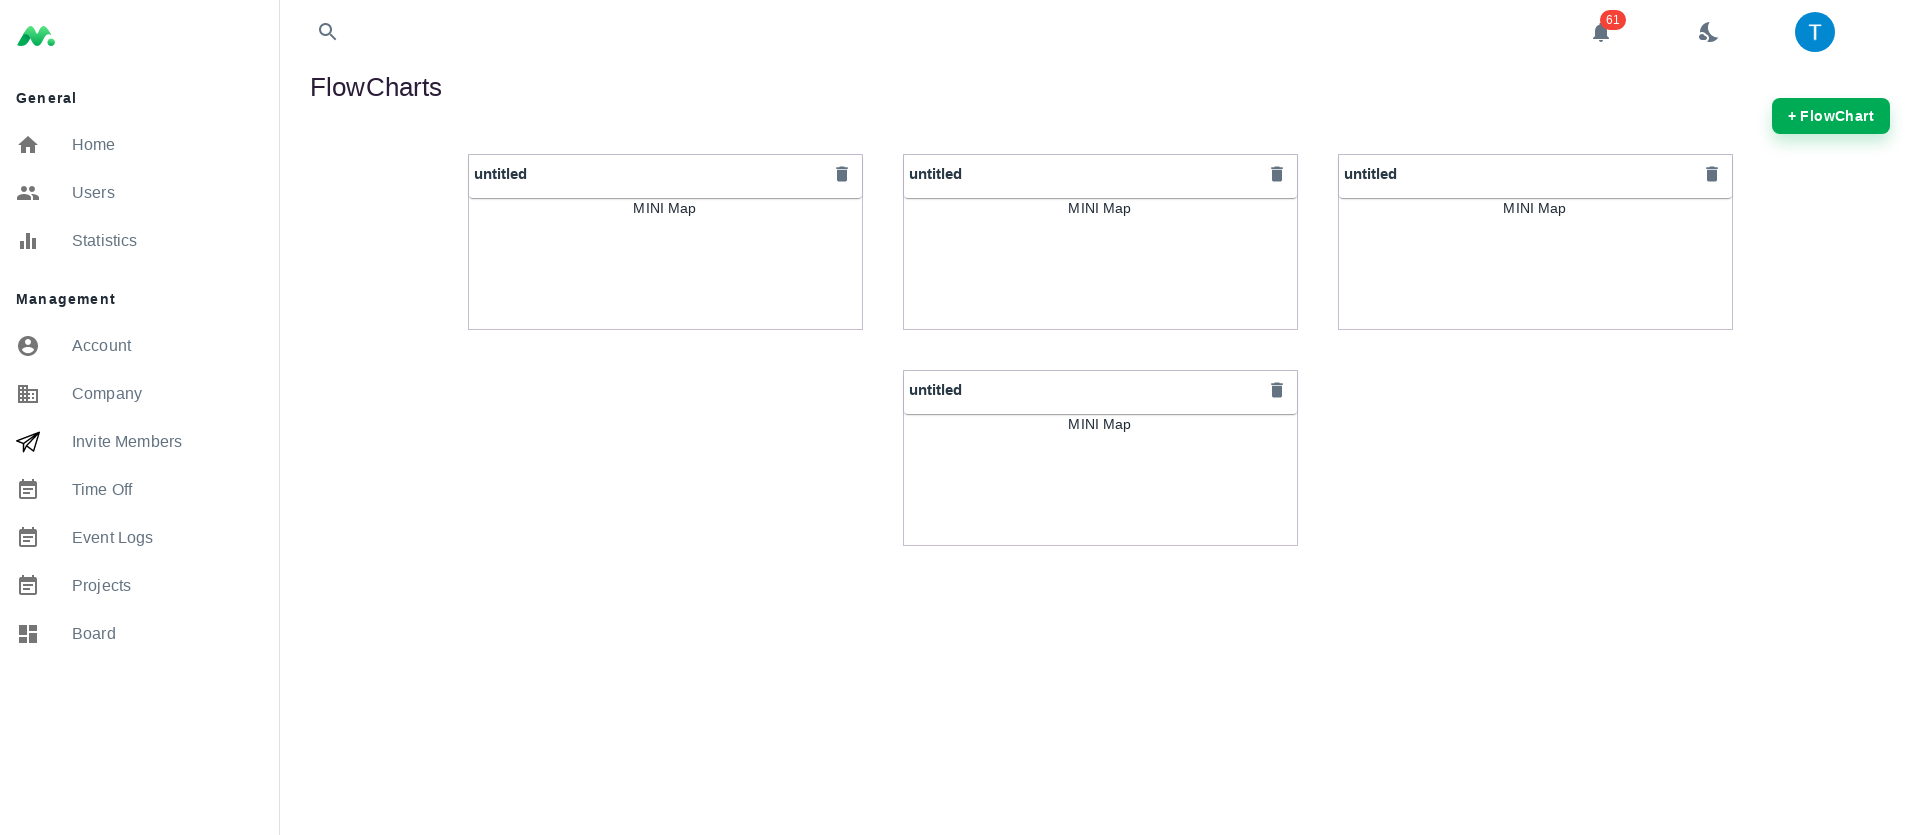 General
Home
Users
Statistics
Management
Account
Company
Invite Members
Time Off
Event Logs
Projects
Board
61
T
FlowCharts
+ FlowChart
untitled
MINI Map
untitled
MINI Map
untitled
MINI Map
untitled
MINI Map